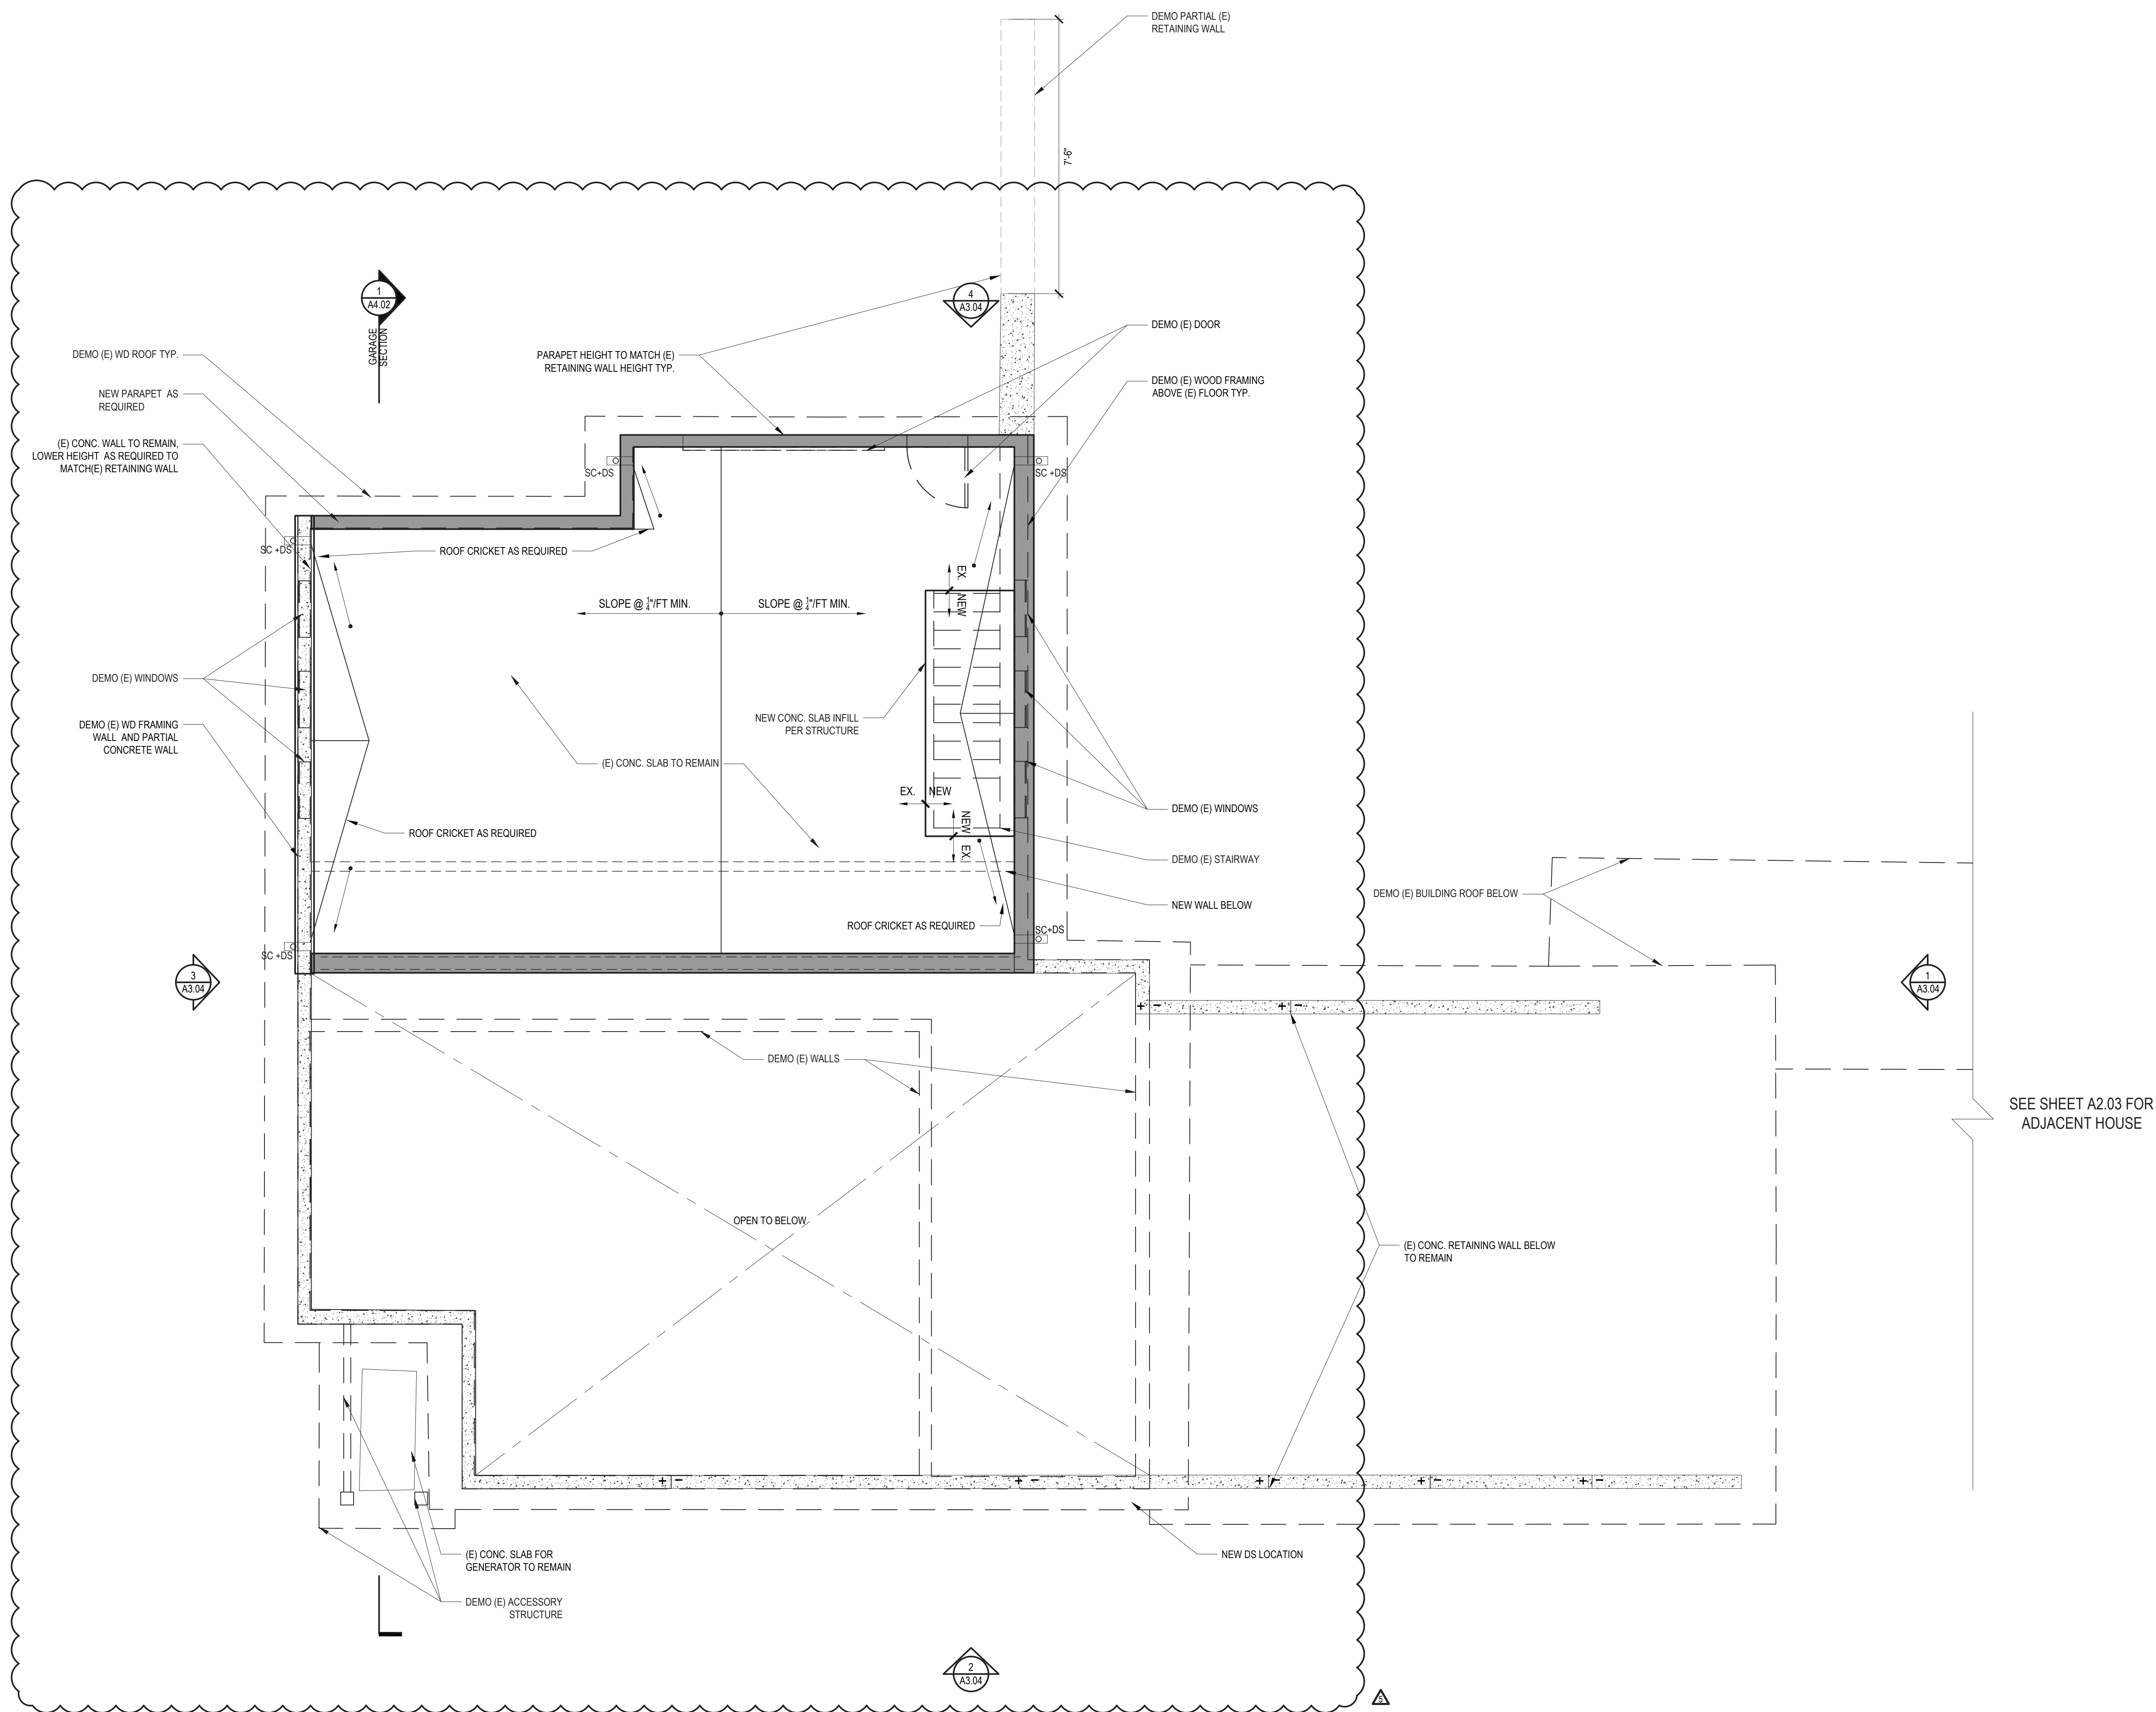 DEMO PARTIAL (E)
RETAINING WALL
7'-6"
1
A4.02
GARAGE
SECTION
4
A3.04
DEMO (E) DOOR
DEMO (E) WD ROOF TYP.
PARAPET HEIGHT TO MATCH (E)
RETAINING WALL HEIGHT TYP.
DEMO (E) WOOD FRAMING
ABOVE (E) FLOOR TYP.
NEW PARAPET AS
REQUIRED
(E) CONC. WALL TO REMAIN,
LOWER HEIGHT AS REQUIRED TO
MATCH(E) RETAINING WALL
SC+DS
SC +DS
SC +DS
ROOF CRICKET AS REQUIRED
EX.
NEW
SLOPE @ 1/4"/FT MIN.
SLOPE @ 1/4"/FT MIN.
DEMO (E) WINDOWS
DEMO (E) WD FRAMING
WALL AND PARTIAL
CONCRETE WALL
NEW CONC. SLAB INFILL
PER STRUCTURE
(E) CONC. SLAB TO REMAIN
EX.
NEW
DEMO (E) WINDOWS
NEW
EX.
ROOF CRICKET AS REQUIRED
DEMO (E) STAIRWAY
DEMO (E) BUILDING ROOF BELOW
NEW WALL BELOW
ROOF CRICKET AS REQUIRED
SC+DS
SC +DS
3
A3.04
1
A3.04
DEMO (E) WALLS
SEE SHEET A2.03 FOR
ADJACENT HOUSE
OPEN TO BELOW
(E) CONC. RETAINING WALL BELOW
TO REMAIN
(E) CONC. SLAB FOR
GENERATOR TO REMAIN
NEW DS LOCATION
DEMO (E) ACCESSORY
STRUCTURE
2
A3.04
5